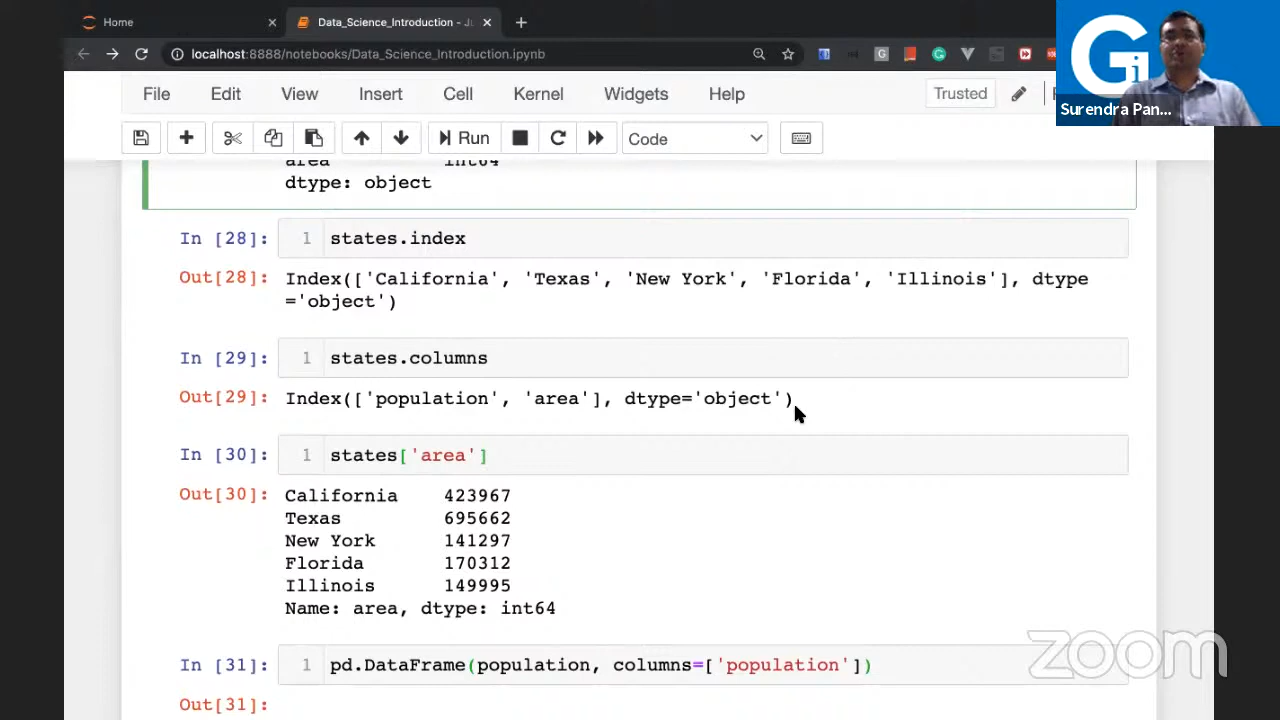 Home
Data_Science_Introduction - Ju
localhost:8888/notebooks/Data_Science_Introduction.ipynb
Gi
Surendra Pan...
File Edit View Insert Cell Kernel Widgets Help Trusted
Run Code
area int64
dtype: object
In [28]: 1 states.index
Out[28]: Index(['California', 'Texas', 'New York', 'Florida', 'Illinois'], dtype
='object')
In [29]: 1 states.columns
Out[29]: Index(['population', 'area'], dtype='object')
In [30]: 1 states['area']
Out[30]: California 423967
Texas 695662
New York 141297
Florida 170312
Illinois 149995
Name: area, dtype: int64
In [31]: 1 pd.DataFrame(population, columns=['population'])
Out[31]:
zoom